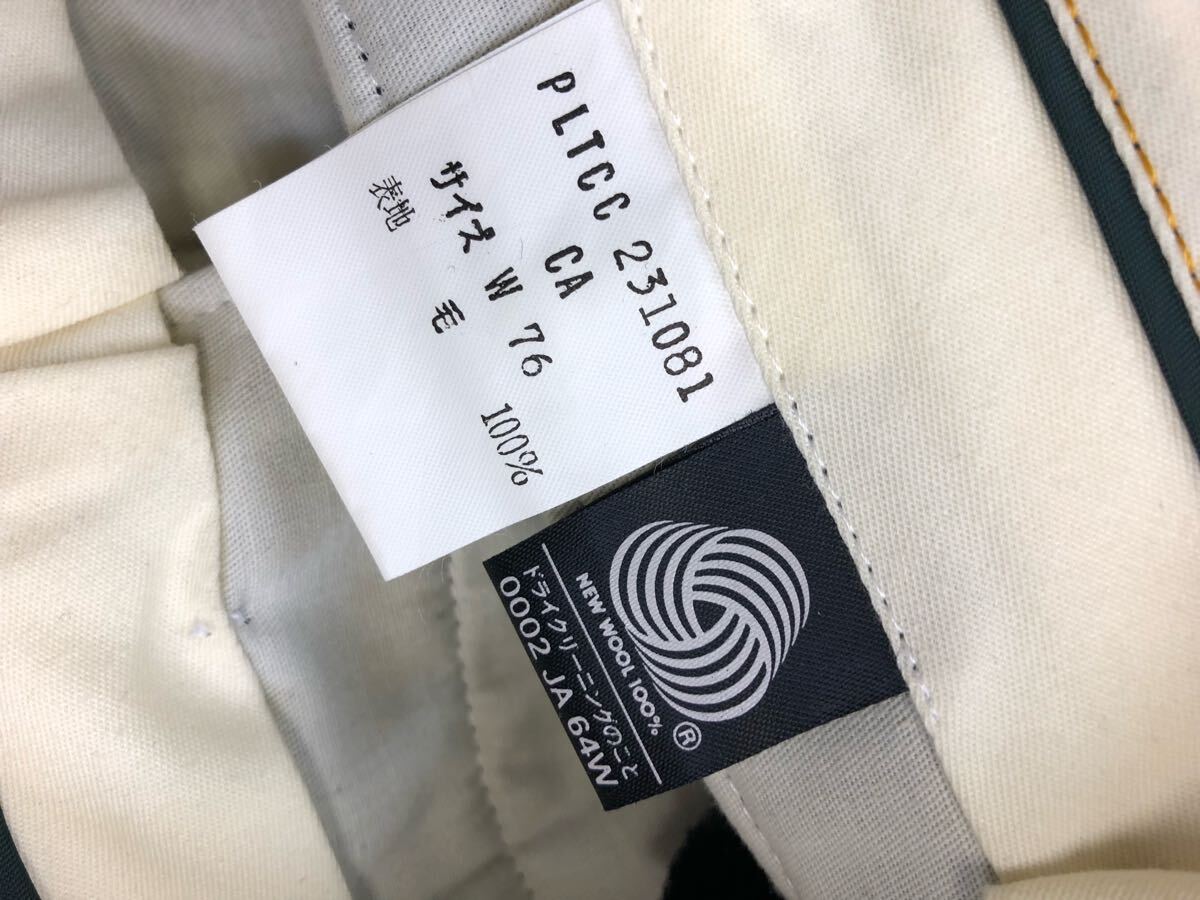 PLTCC 231081
CA
サイズ W 76
表地 毛 100%
NEW WOOL 100%
®
ドライクリーニングのこと
0002 JA 64W